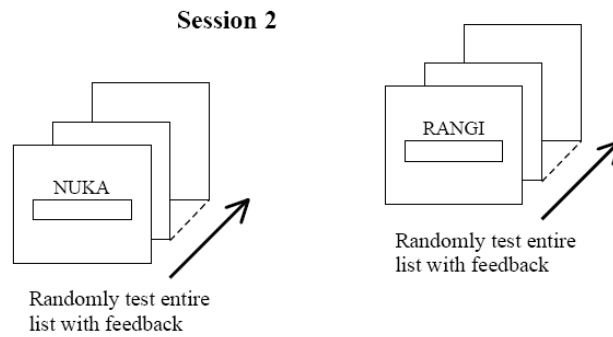 Session 2
NUKA
Randomly test entire
list with feedback
RANGI
Randomly test entire
list with feedback